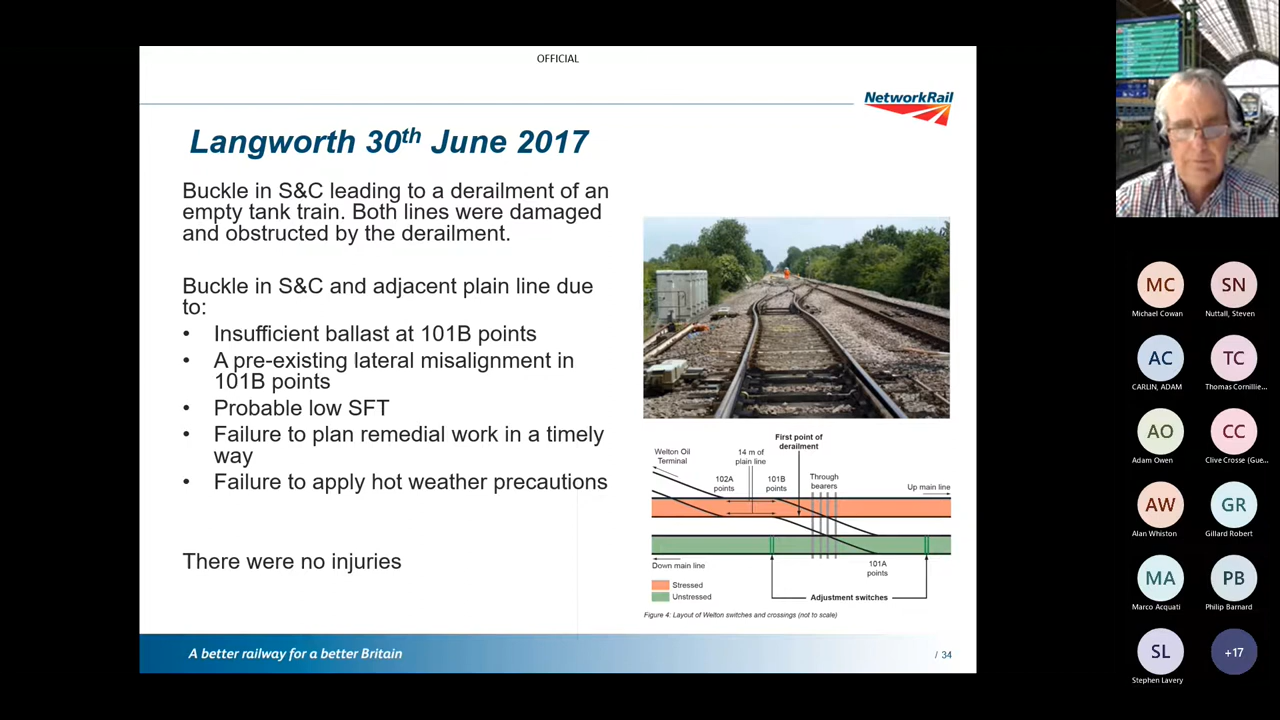 OFFICIAL
NetworkRail
Langworth 30th June 2017
Buckle in S&C leading to a derailment of an
empty tank train. Both lines were damaged
and obstructed by the derailment.
Buckle in S&C and adjacent plain line due
to:
• Insufficient ballast at 101B points
• A pre-existing lateral misalignment in
101B points
• Probable low SFT
• Failure to plan remedial work in a timely
way
• Failure to apply hot weather precautions
There were no injuries
First point of
derailment
Welton Oil
Terminal
14 m of
plain line
102A
points
101B
points
Through
bearers
Up main line
Down main line
101A
points
Stressed
Unstressed
Adjustment switches
Figure 4: Layout of Welton switches and crossings (not to scale)
A better railway for a better Britain
/ 34
MC
Michael Cowan
SN
Nuttall, Steven
AC
CARLIN, ADAM
TC
Thomas Cornillie...
AO
Adam Owen
CC
Clive Crosse (Gue...
AW
Alan Whiston
GR
Gillard Robert
MA
Marco Acquati
PB
Philip Barnard
SL
Stephen Lavery
+17